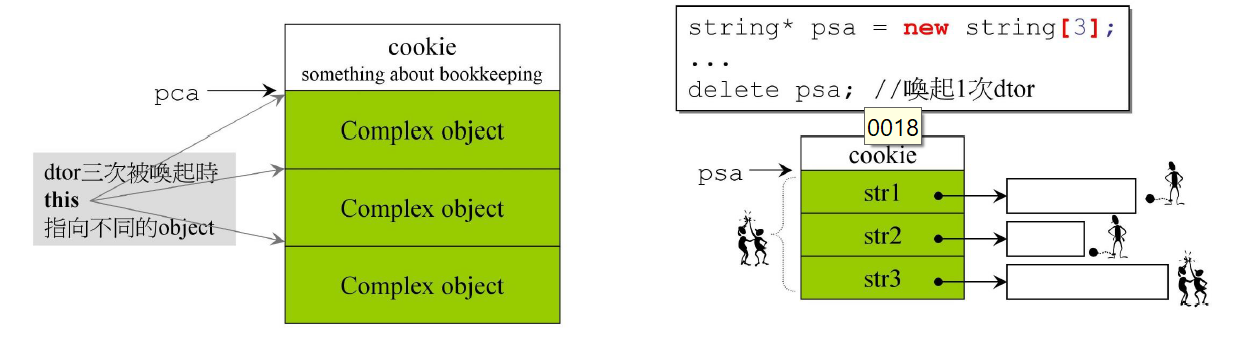 cookie
something about bookkeeping
pca
Complex object
dtor三次被喚起時
this
指向不同的object
Complex object
Complex object
string* psa = new string[3];
...
delete psa; //喚起1次dtor
0018
cookie
psa
str1
str2
str3